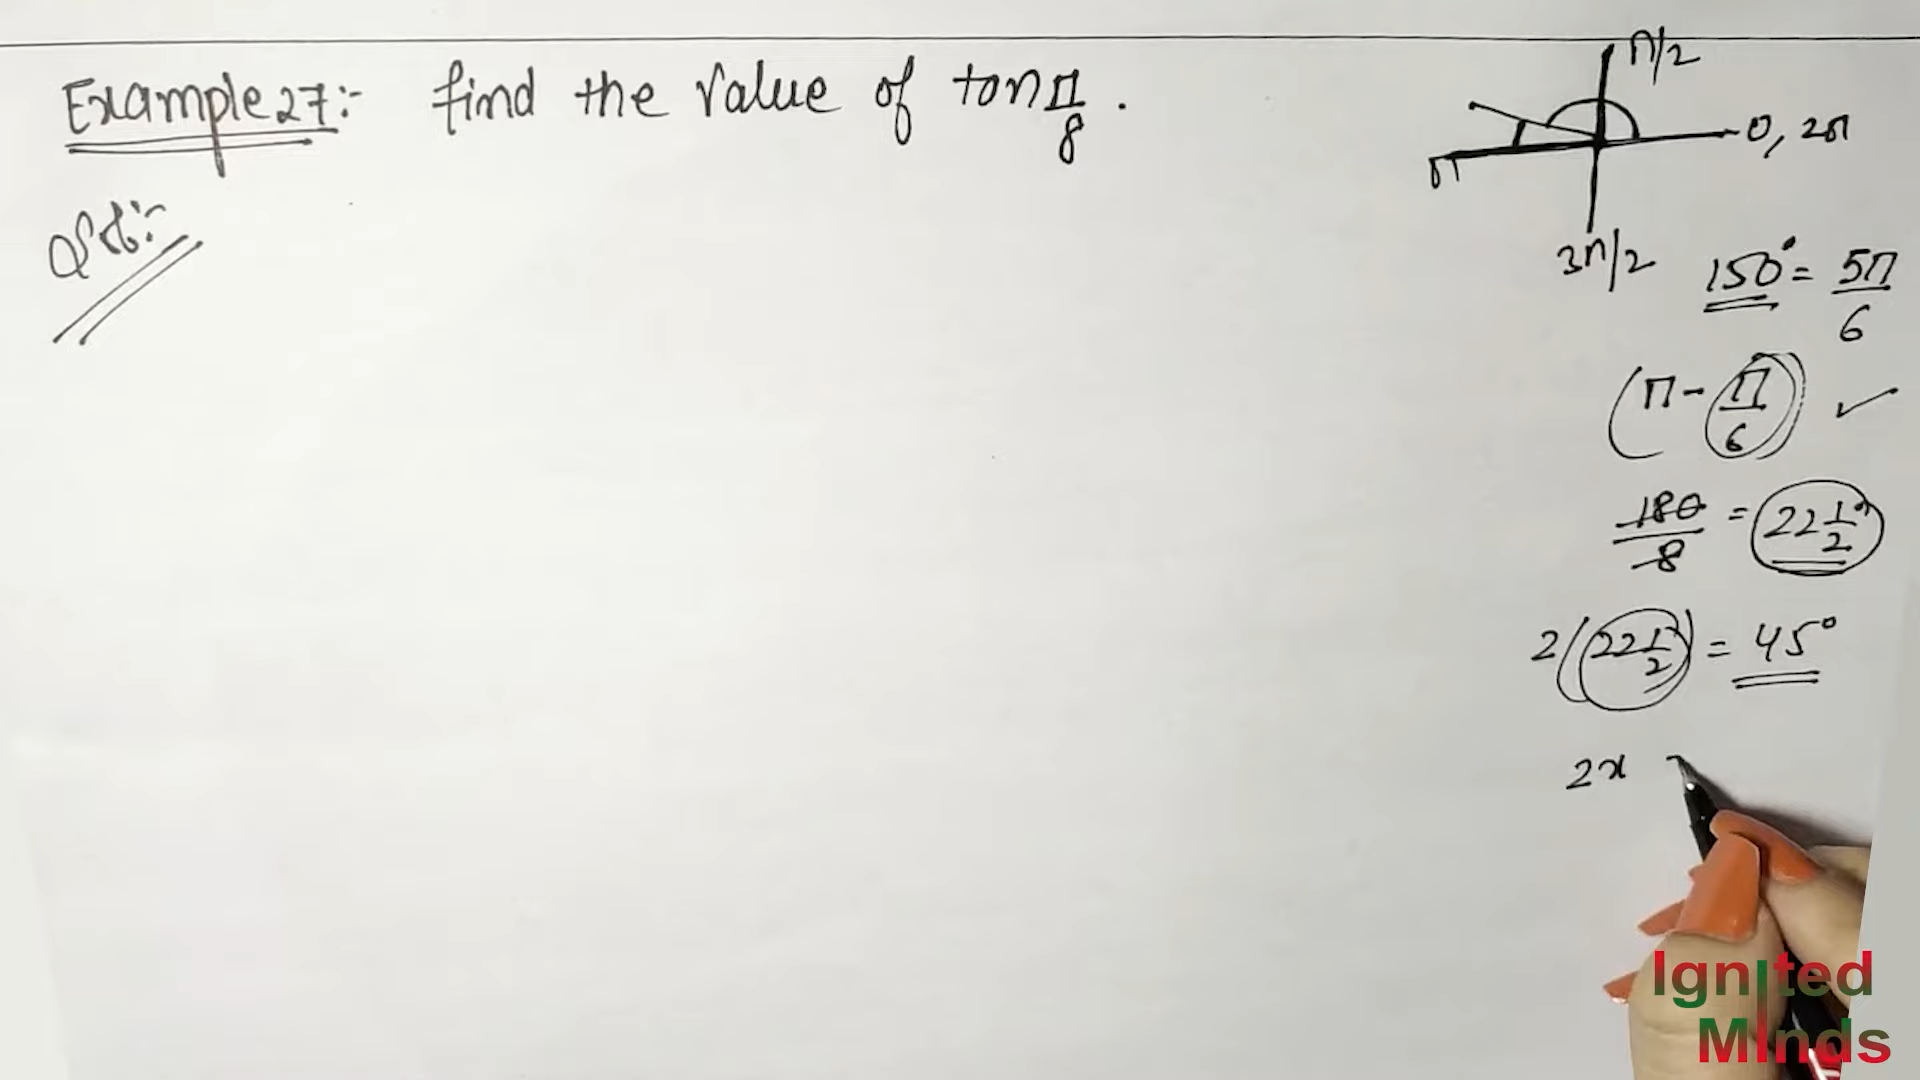 Example 27:- find the value of tan π/8 .
π/2
0, 2π
π
3π/2
150° = 5π/6
(π - π/6) ✓
180/8 = 22 1/2°
2(22 1/2°) = 45°
2x
Ignited
Minds